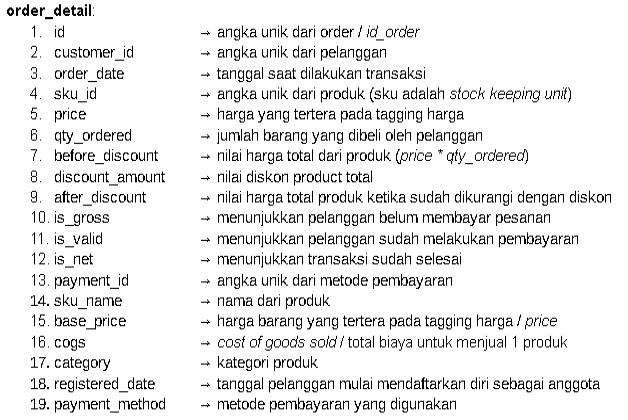 order_detail:
1. id → angka unik dari order / id_order
2. customer_id → angka unik dari pelanggan
3. order_date → tanggal saat dilakukan transaksi
4. sku_id → angka unik dari produk (sku adalah stock keeping unit)
5. price → harga yang tertera pada tagging harga
6. qty_ordered → jumlah barang yang dibeli oleh pelanggan
7. before_discount → nilai harga total dari produk (price * qty_ordered)
8. discount_amount → nilai diskon product total
9. after_discount → nilai harga total produk ketika sudah dikurangi dengan diskon
10. is_gross → menunjukkan pelanggan belum membayar pesanan
11. is_valid → menunjukkan pelanggan sudah melakukan pembayaran
12. is_net → menunjukkan transaksi sudah selesai
13. payment_id → angka unik dari metode pembayaran
14. sku_name → nama dari produk
15. base_price → harga barang yang tertera pada tagging harga / price
16. cogs → cost of goods sold / total biaya untuk menjual 1 produk
17. category → kategori produk
18. registered_date → tanggal pelanggan mulai mendaftarkan diri sebagai anggota
19. payment_method → metode pembayaran yang digunakan